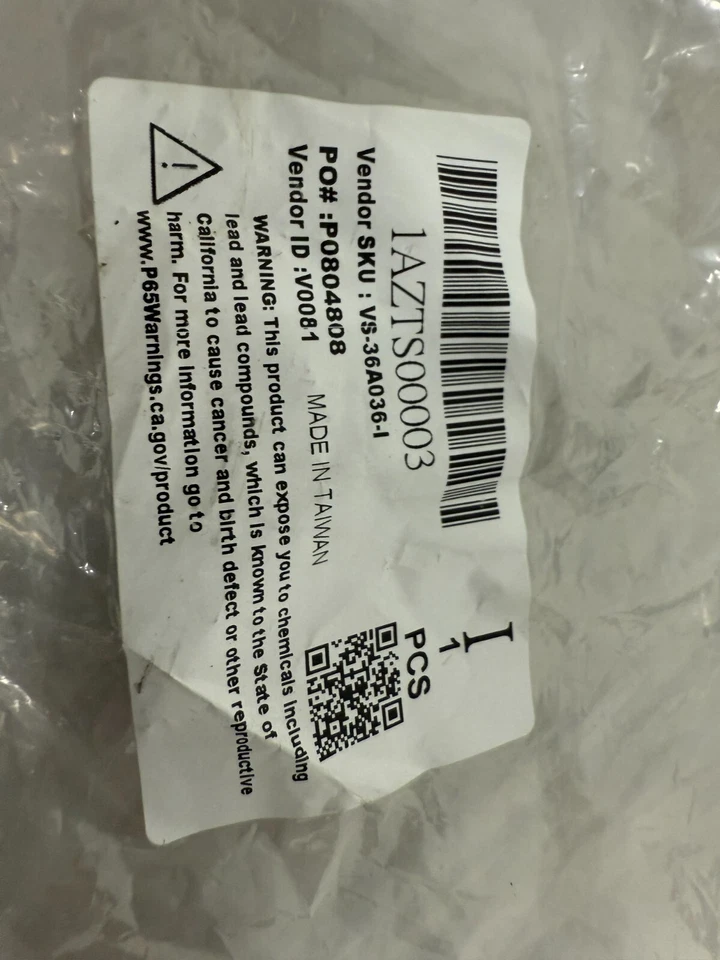 I
1AZTS00003
1
PCS
Vendor SKU : VS-36A036-I
PO# :P0804808
Vendor ID :V0081
MADE IN TAIWAN
WARNING: This product can expose you to chemicals including
lead and lead compounds, which is known to the State of
California to cause cancer and birth defect or other reproductive
harm. For more information go to
www.P65Warnings.ca.gov/product